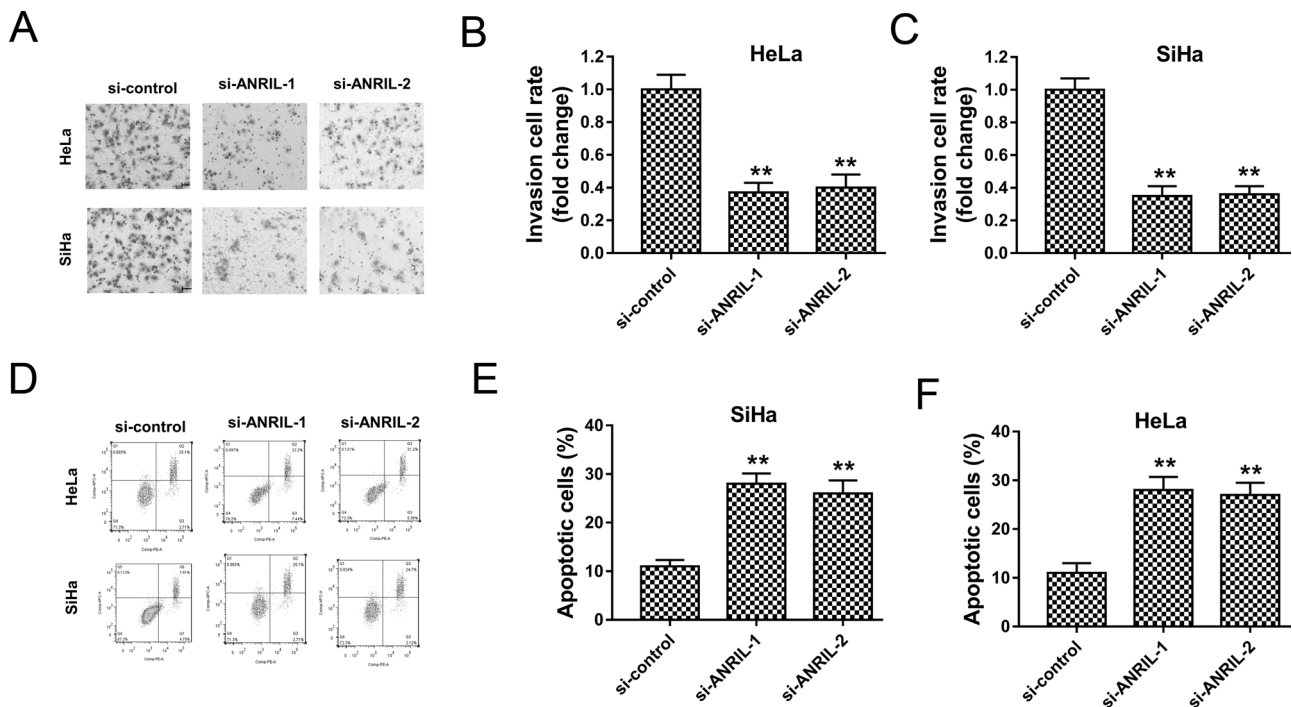 A
si-control si-ANRIL-1 si-ANRIL-2
HeLa
SiHa
B
HeLa
Invasion cell rate
(fold change)
1.2
1.0
0.8
0.6
0.4
0.2
0.0
** **
si-control si-ANRIL-1 si-ANRIL-2
C
SiHa
Invasion cell rate
(fold change)
1.2
1.0
0.8
0.6
0.4
0.2
0.0
** **
si-control si-ANRIL-1 si-ANRIL-2
D
si-control si-ANRIL-1 si-ANRIL-2
HeLa
SiHa
Comp-APC-A
Comp-PE-A
E
SiHa
Apoptotic cells (%)
40
30
20
10
0
** **
si-control si-ANRIL-1 si-ANRIL-2
F
HeLa
Apoptotic cells (%)
40
30
20
10
0
** **
si-control si-ANRIL-1 si-ANRIL-2